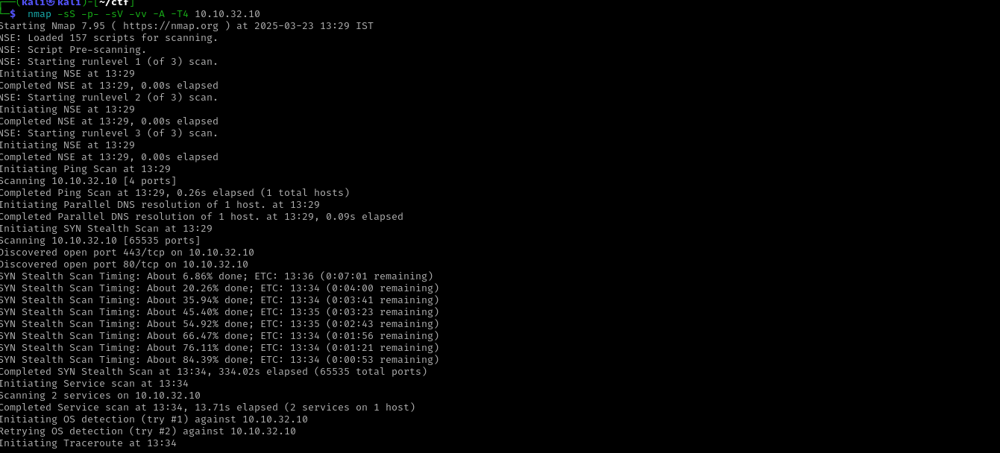 ┌──(kali㉿kali)-[~/ctf]
└─$ nmap -sS -p- -sV -vv -A -T4 10.10.32.10
Starting Nmap 7.95 ( https://nmap.org ) at 2025-03-23 13:29 IST
NSE: Loaded 157 scripts for scanning.
NSE: Script Pre-scanning.
NSE: Starting runlevel 1 (of 3) scan.
Initiating NSE at 13:29
Completed NSE at 13:29, 0.00s elapsed
NSE: Starting runlevel 2 (of 3) scan.
Initiating NSE at 13:29
Completed NSE at 13:29, 0.00s elapsed
NSE: Starting runlevel 3 (of 3) scan.
Initiating NSE at 13:29
Completed NSE at 13:29, 0.00s elapsed
Initiating Ping Scan at 13:29
Scanning 10.10.32.10 [4 ports]
Completed Ping Scan at 13:29, 0.26s elapsed (1 total hosts)
Initiating Parallel DNS resolution of 1 host. at 13:29
Completed Parallel DNS resolution of 1 host. at 13:29, 0.09s elapsed
Initiating SYN Stealth Scan at 13:29
Scanning 10.10.32.10 [65535 ports]
Discovered open port 443/tcp on 10.10.32.10
Discovered open port 80/tcp on 10.10.32.10
SYN Stealth Scan Timing: About 6.86% done; ETC: 13:36 (0:07:01 remaining)
SYN Stealth Scan Timing: About 20.26% done; ETC: 13:34 (0:04:00 remaining)
SYN Stealth Scan Timing: About 35.94% done; ETC: 13:34 (0:03:41 remaining)
SYN Stealth Scan Timing: About 45.40% done; ETC: 13:35 (0:03:23 remaining)
SYN Stealth Scan Timing: About 54.92% done; ETC: 13:35 (0:02:43 remaining)
SYN Stealth Scan Timing: About 66.47% done; ETC: 13:34 (0:01:56 remaining)
SYN Stealth Scan Timing: About 76.11% done; ETC: 13:34 (0:01:21 remaining)
SYN Stealth Scan Timing: About 84.39% done; ETC: 13:34 (0:00:53 remaining)
Completed SYN Stealth Scan at 13:34, 334.02s elapsed (65535 total ports)
Initiating Service scan at 13:34
Scanning 2 services on 10.10.32.10
Completed Service scan at 13:34, 13.71s elapsed (2 services on 1 host)
Initiating OS detection (try #1) against 10.10.32.10
Retrying OS detection (try #2) against 10.10.32.10
Initiating Traceroute at 13:34